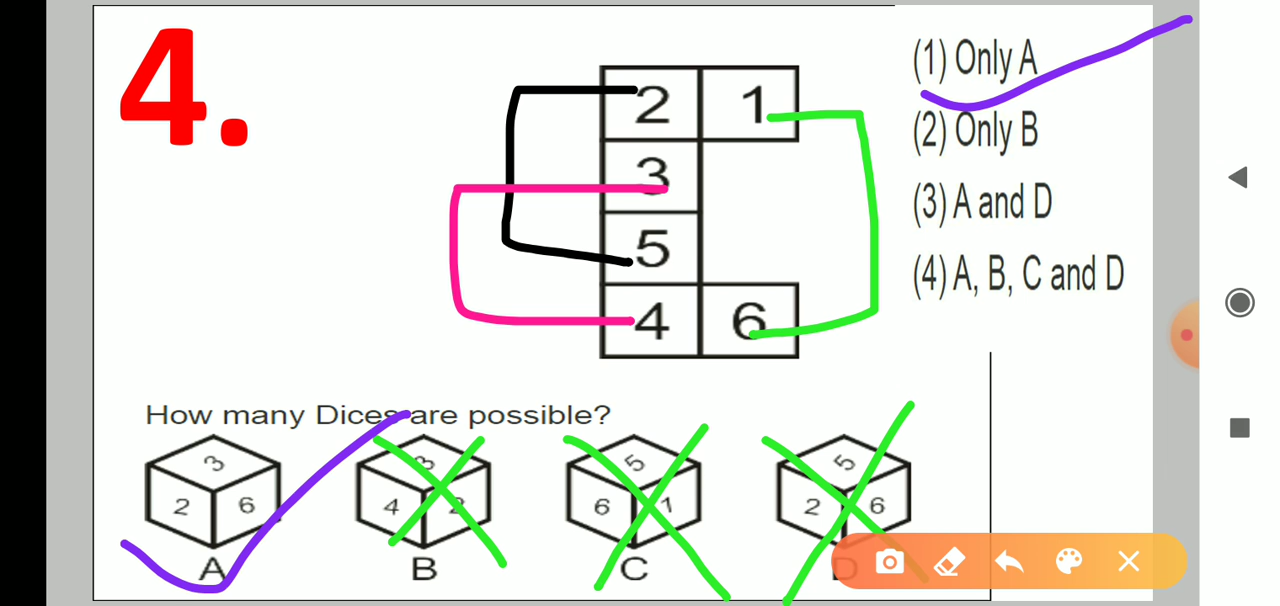 4.
2 1
3
5
4 6
(1) Only A
(2) Only B
(3) A and D
(4) A, B, C and D
How many Dices are possible?
3 3 5 5
2 6 4 2 6 1 2 6
A B C D